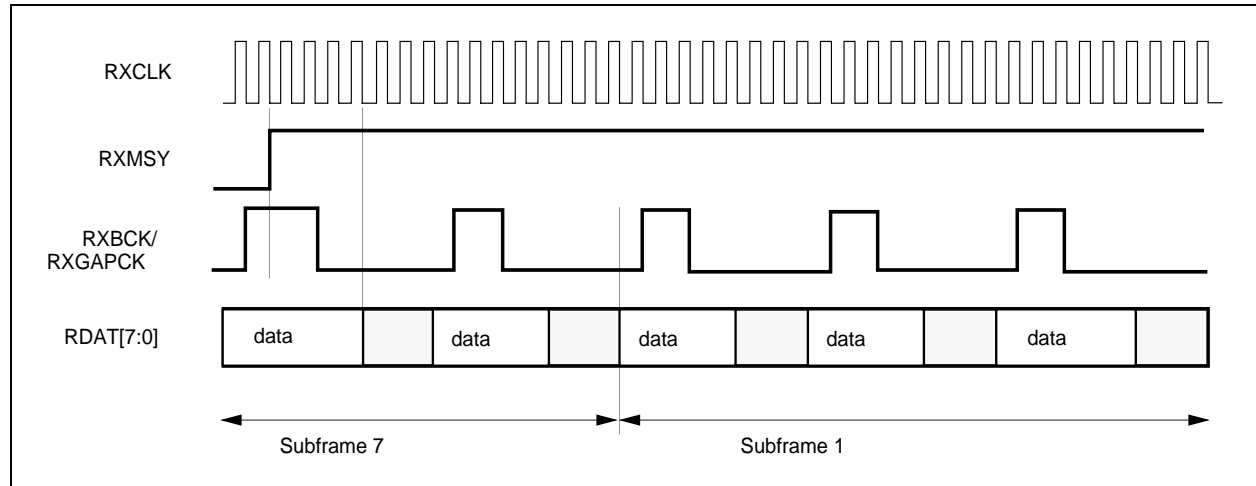 RXCLK
RXMSY
RXBCK/
RXGAPCK
RDAT[7:0]
data
data
data
data
data
Subframe 7
Subframe 1